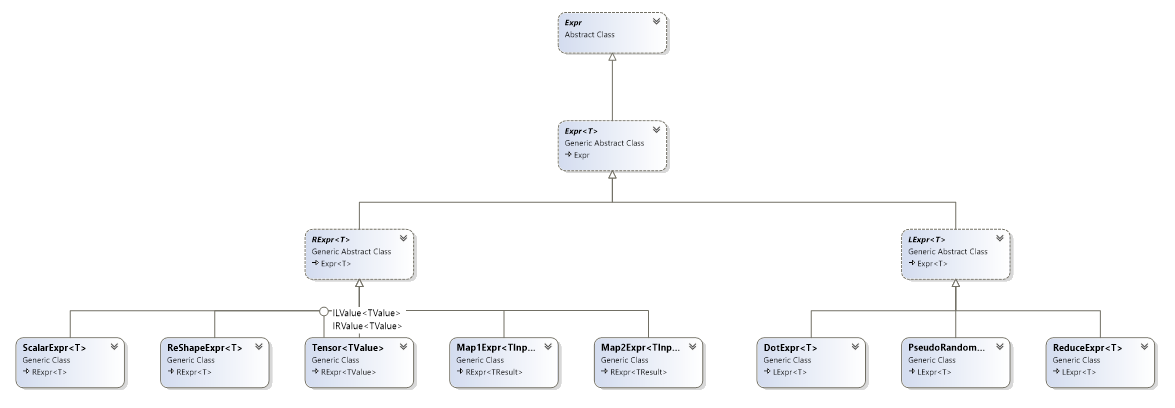 Expr
Abstract Class
Expr<T>
Generic Abstract Class
Expr
RExpr<T>
Generic Abstract Class
Expr<T>
LExpr<T>
Generic Abstract Class
Expr<T>
ILValue<TValue>
IRValue<TValue>
ScalarExpr<T>
Generic Class
RExpr<T>
ReShapeExpr<T>
Generic Class
RExpr<T>
Tensor<TValue>
Generic Class
RExpr<TValue>
Map1Expr<TInp...
Generic Class
RExpr<TResult>
Map2Expr<TInp...
Generic Class
RExpr<TResult>
DotExpr<T>
Generic Class
LExpr<T>
PseudoRandom...
Generic Class
LExpr<T>
ReduceExpr<T>
Generic Class
LExpr<T>